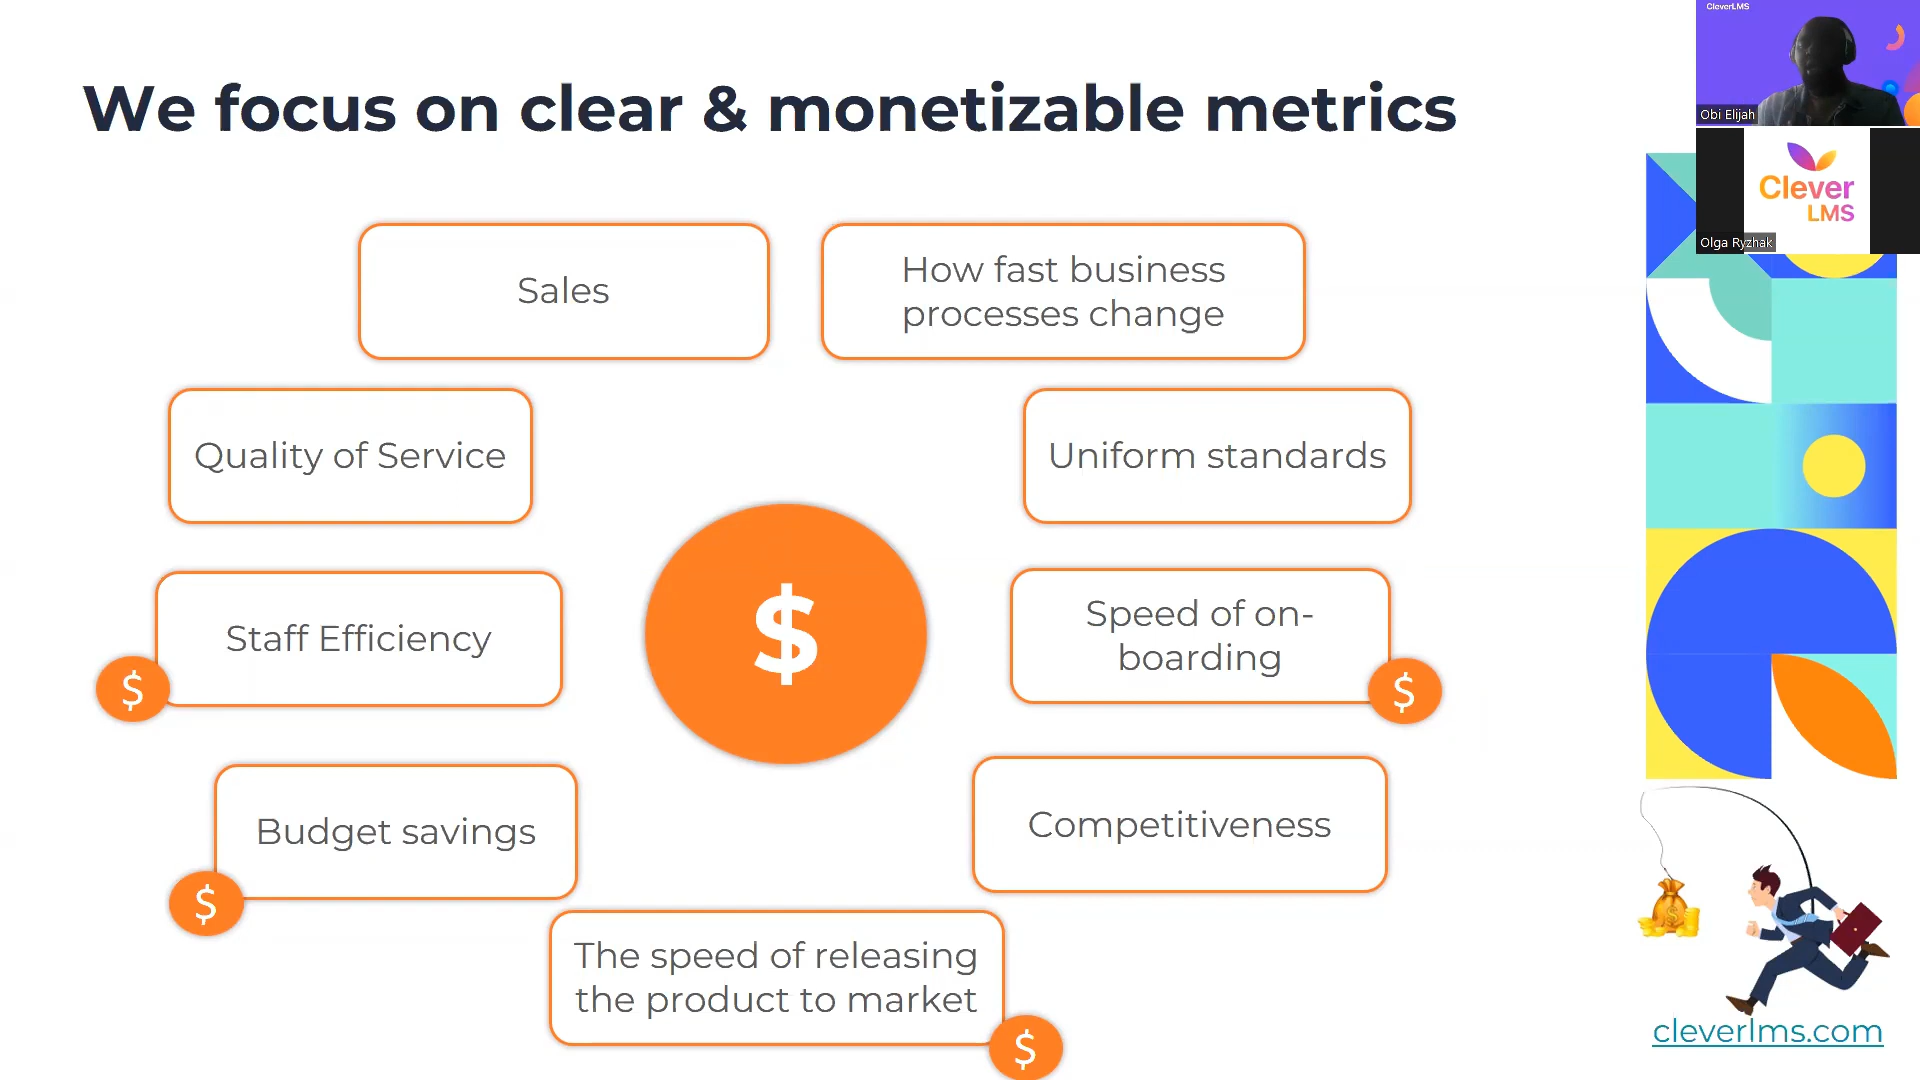 CleverLMS
We focus on clear & monetizable metrics
Obi Elijah
Clever
LMS
Olga Ryzhak
Sales
How fast business
processes change
Quality of Service
Uniform standards
$
Staff Efficiency
$
Speed of on-
boarding
$
Budget savings
$
Competitiveness
The speed of releasing
the product to market
$
$
cleverlms.com